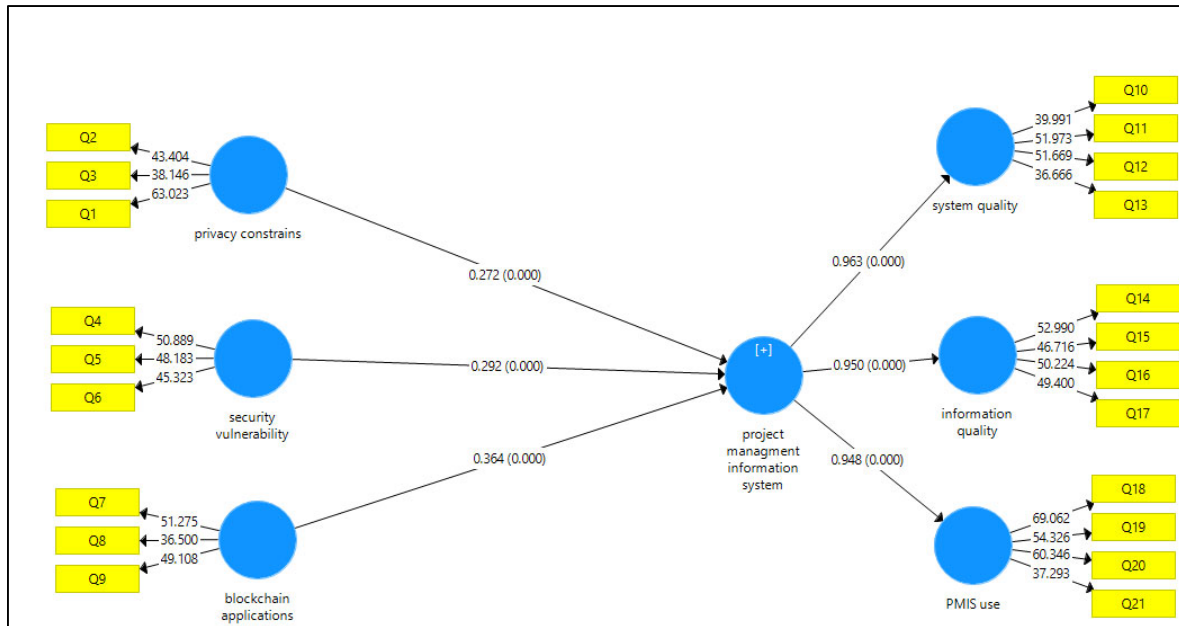 Q2
43.404
Q3
38.146
Q1
63.023
privacy constrains
0.272 (0.000)
Q4
50.889
Q5
48.183
Q6
45.323
security
vulnerability
0.292 (0.000)
Q7
51.275
Q8
36.500
Q9
49.108
blockchain
applications
0.364 (0.000)
[+]
project
managment
information
system
0.963 (0.000)
0.950 (0.000)
0.948 (0.000)
system quality
39.991
Q10
51.973
Q11
51.669
Q12
36.666
Q13
information
quality
52.990
Q14
46.716
Q15
50.224
Q16
49.400
Q17
PMIS use
69.062
Q18
54.326
Q19
60.346
Q20
37.293
Q21